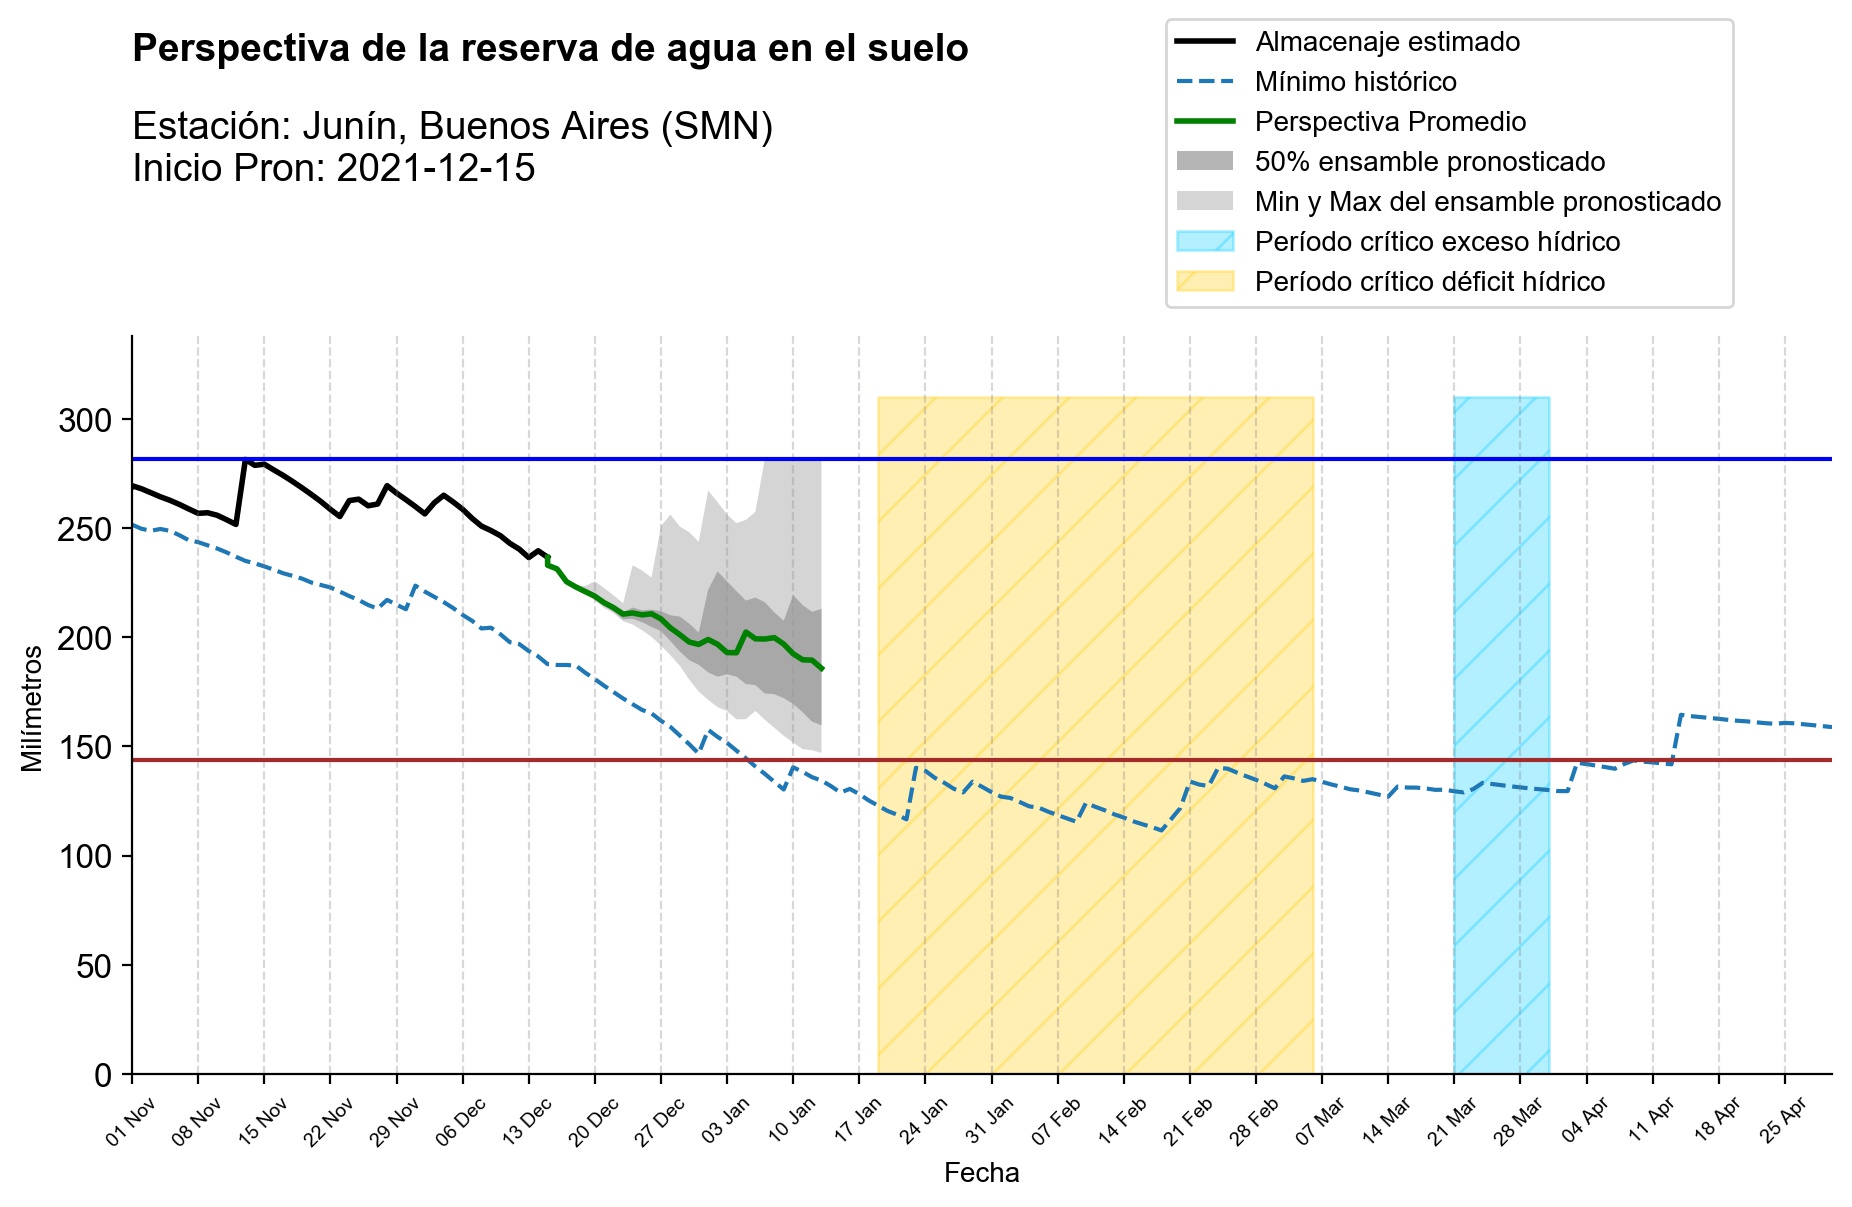 Perspectiva de la reserva de agua en el suelo
Estación: Junín, Buenos Aires (SMN)
Inicio Pron: 2021-12-15
Almacenaje estimado
Mínimo histórico
Perspectiva Promedio
50% ensamble pronosticado
Min y Max del ensamble pronosticado
Período crítico exceso hídrico
Período crítico déficit hídrico
Milímetros
300
250
200
150
100
50
0
01 Nov
08 Nov
15 Nov
22 Nov
29 Nov
06 Dec
13 Dec
20 Dec
27 Dec
03 Jan
10 Jan
17 Jan
24 Jan
31 Jan
07 Feb
14 Feb
21 Feb
28 Feb
07 Mar
14 Mar
21 Mar
28 Mar
04 Apr
11 Apr
18 Apr
25 Apr
Fecha